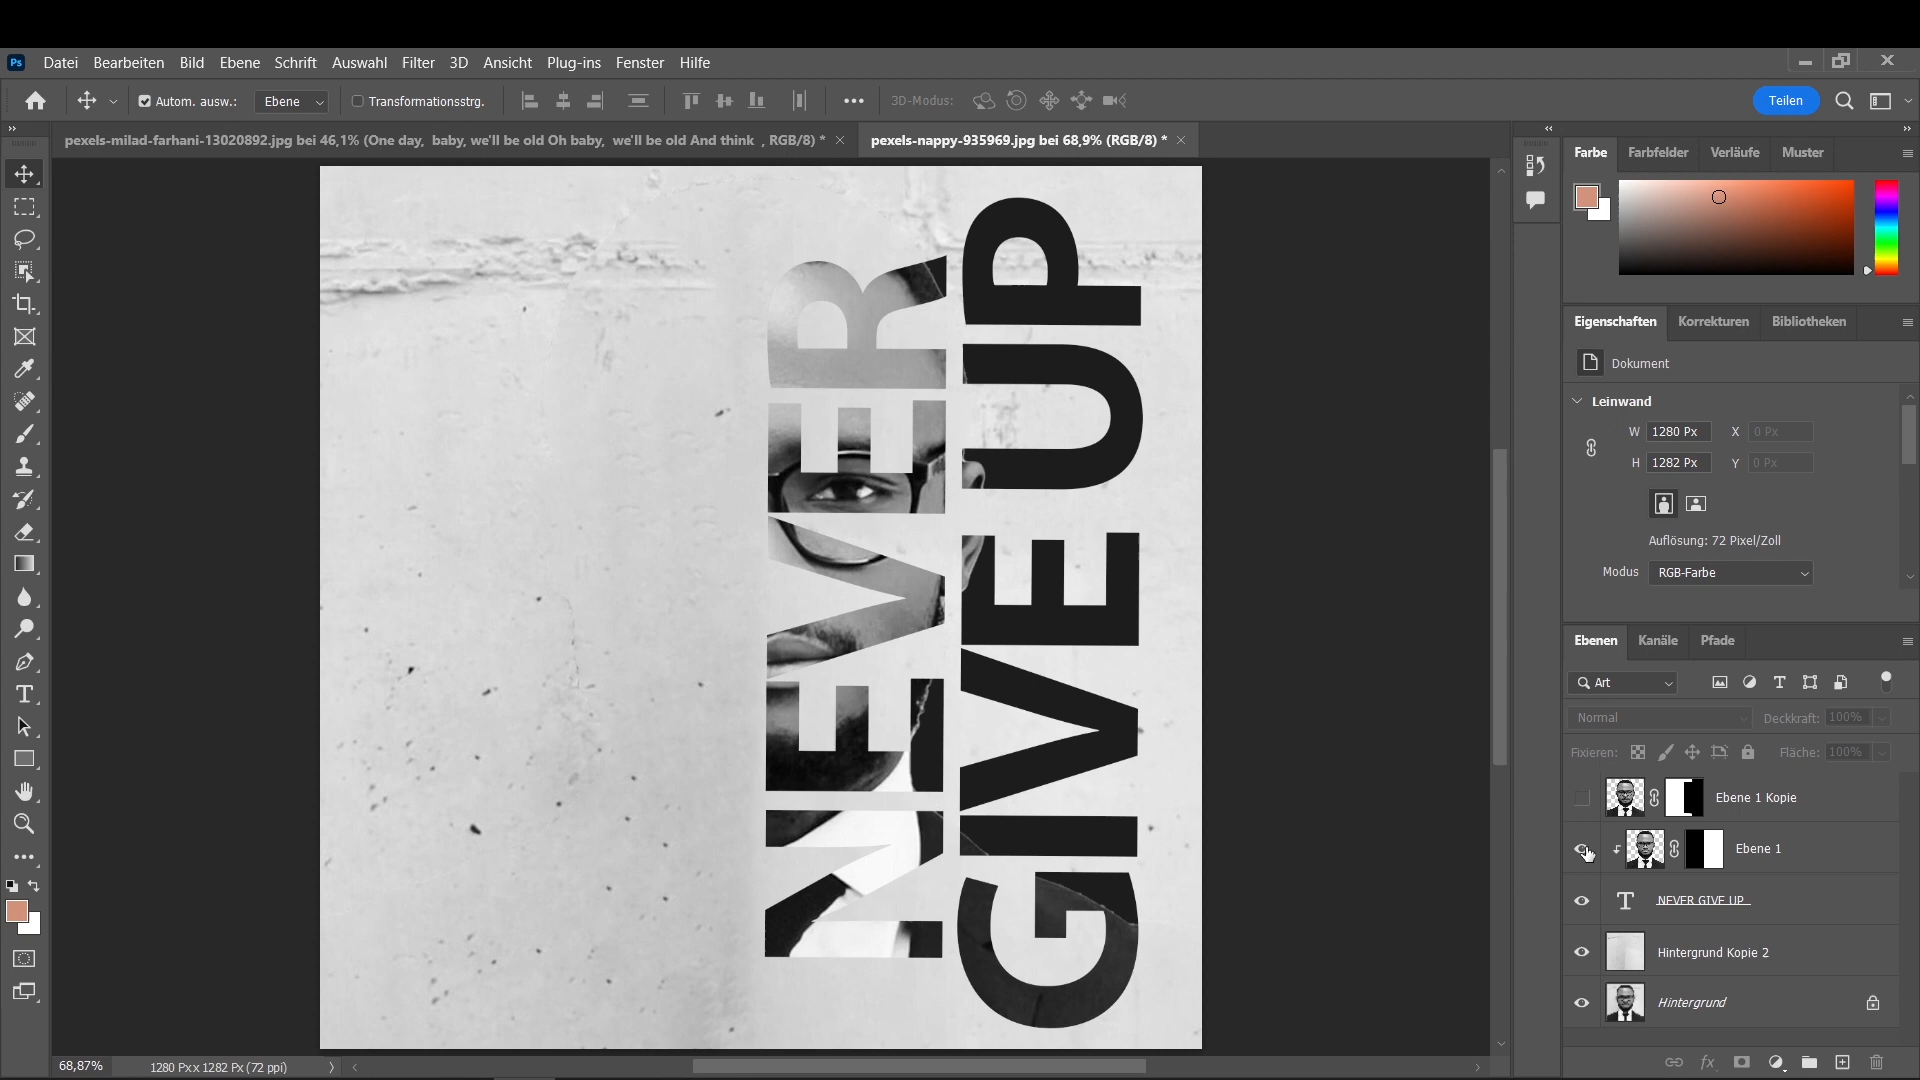 Ps Datei Bearbeiten Bild Ebene Schrift Auswahl Filter 3D Ansicht Plug-ins Fenster Hilfe
Autom. ausw.: Ebene Transformationsstrg. 3D-Modus: Teilen
pexels-milad-farhani-13020892.jpg bei 46,1% (One day, baby, we'll be old Oh baby, we'll be old And think , RGB/8) *
pexels-nappy-935969.jpg bei 68,9% (RGB/8) *
NEVER
GIVE UP
Farbe Farbfelder Verläufe Muster
Eigenschaften Korrekturen Bibliotheken
Dokument
Leinwand
W 1280 Px X 0 Px
H 1282 Px Y 0 Px
Auflösung: 72 Pixel/Zoll
Modus RGB-Farbe
Ebenen Kanäle Pfade
Art
Normal Deckkraft: 100%
Fixieren: Fläche: 100%
Ebene 1 Kopie
Ebene 1
NEVER GIVE UP
Hintergrund Kopie 2
Hintergrund
68,87% 1280 Px x 1282 Px (72 ppi)